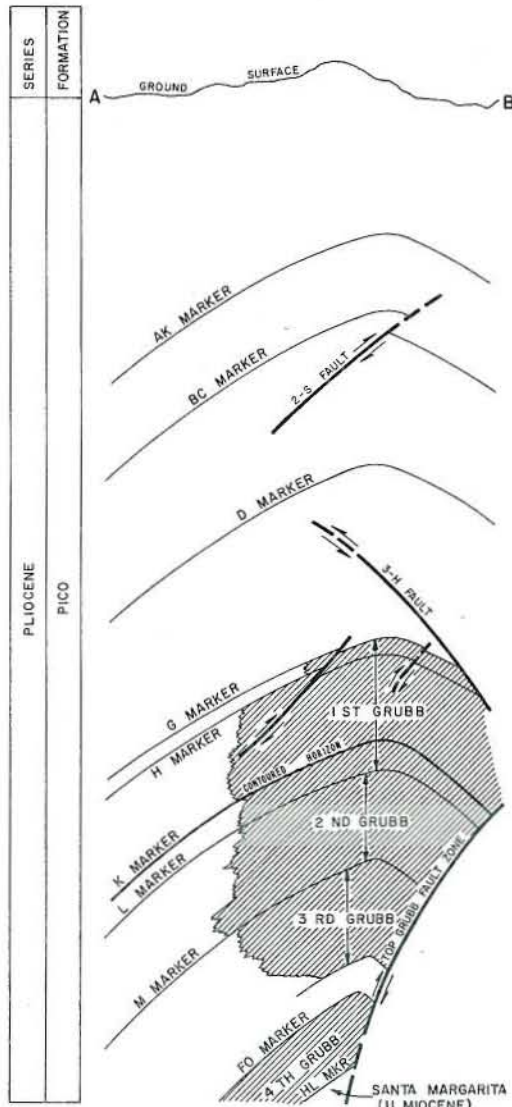 SERIES
FORMATION
A
GROUND
SURFACE
B
AK MARKER
BC MARKER
2-S FAULT
D MARKER
3-H FAULT
PLIOCENE
PICO
G MARKER
H MARKER
1 ST GRUBB
CONTOURED HORIZON
K MARKER
L MARKER
2 ND GRUBB
3 RD GRUBB
TOP GRUBB FAULT ZONE
M MARKER
FO MARKER
4 TH GRUBB
HL MKR
SANTA MARGARITA
(U. MIOCENE)